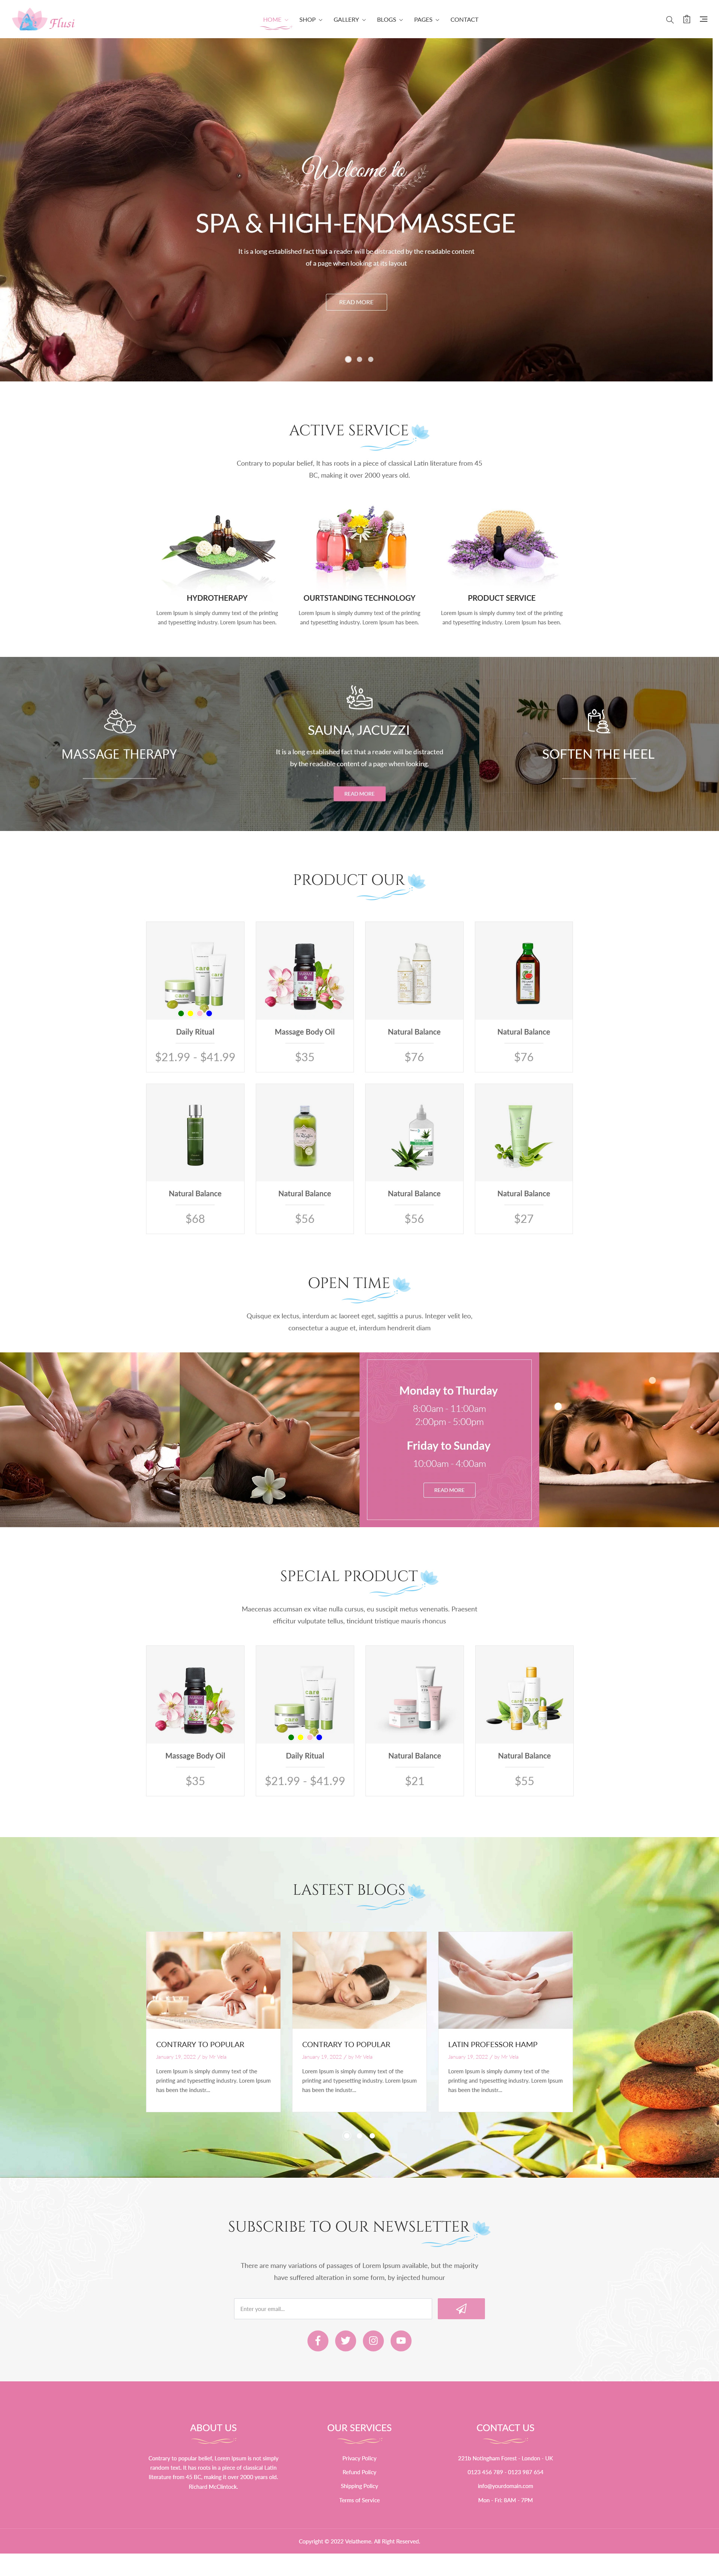 Flusi
HOME
SHOP
GALLERY
BLOGS
PAGES
CONTACT
Welcome to
SPA & HIGH-END MASSEGE
It is a long established fact that a reader will be distracted by the readable content
of a page when looking at its layout
READ MORE
ACTIVE SERVICE
Contrary to popular belief, It has roots in a piece of classical Latin literature from 45
BC, making it over 2000 years old.
HYDROTHERAPY
Lorem Ipsum is simply dummy text of the printing
and typesetting industry. Lorem Ipsum has been.
OURTSTANDING TECHNOLOGY
Lorem Ipsum is simply dummy text of the printing
and typesetting industry. Lorem Ipsum has been.
PRODUCT SERVICE
Lorem Ipsum is simply dummy text of the printing
and typesetting industry. Lorem Ipsum has been.
MASSAGE THERAPY
SAUNA, JACUZZI
It is a long established fact that a reader will be distracted
by the readable content of a page when looking.
READ MORE
SOFTEN THE HEEL
PRODUCT OUR
care
Daily Ritual
$21.99 - $41.99
Massage Body Oil
$35
Natural Balance
$76
Natural Balance
$76
Natural Balance
$68
Natural Balance
$56
Natural Balance
$56
Natural Balance
$27
OPEN TIME
Quisque ex lectus, interdum ac laoreet eget, sagittis a purus. Integer velit leo,
consectetur a augue et, interdum hendrerit diam
Monday to Thurday
8:00am - 11:00am
2:00pm - 5:00pm
Friday to Sunday
10:00am - 4:00am
READ MORE
SPECIAL PRODUCT
Maecenas accumsan ex vitae nulla cursus, eu suscipit metus venenatis. Praesent
efficitur vulputate tellus, tincidunt tristique mauris rhoncus
Massage Body Oil
$35
care
Daily Ritual
$21.99 - $41.99
Natural Balance
$21
care
Natural Balance
$55
LASTEST BLOGS
CONTRARY TO POPULAR
January 19, 2022 / by Mr Vela
Lorem Ipsum is simply dummy text of the
printing and typesetting industry. Lorem Ipsum
has been the industr...
CONTRARY TO POPULAR
January 19, 2022 / by Mr Vela
Lorem Ipsum is simply dummy text of the
printing and typesetting industry. Lorem Ipsum
has been the industr...
LATIN PROFESSOR HAMP
January 19, 2022 / by Mr Vela
Lorem Ipsum is simply dummy text of the
printing and typesetting industry. Lorem Ipsum
has been the industr...
SUBSCRIBE TO OUR NEWSLETTER
There are many variations of passages of Lorem Ipsum available, but the majority
have suffered alteration in some form, by injected humour
Enter your email...
ABOUT US
Contrary to popular belief, Lorem Ipsum is not simply
random text. It has roots in a piece of classical Latin
literature from 45 BC, making it over 2000 years old.
Richard McClintock.
OUR SERVICES
Privacy Policy
Refund Policy
Shipping Policy
Terms of Service
CONTACT US
221b Notingham Forest - London - UK
0123 456 789 - 0123 987 654
info@yourdomain.com
Mon - Fri: 8AM - 7PM
Copyright © 2022 Velatheme. All Right Reserved.